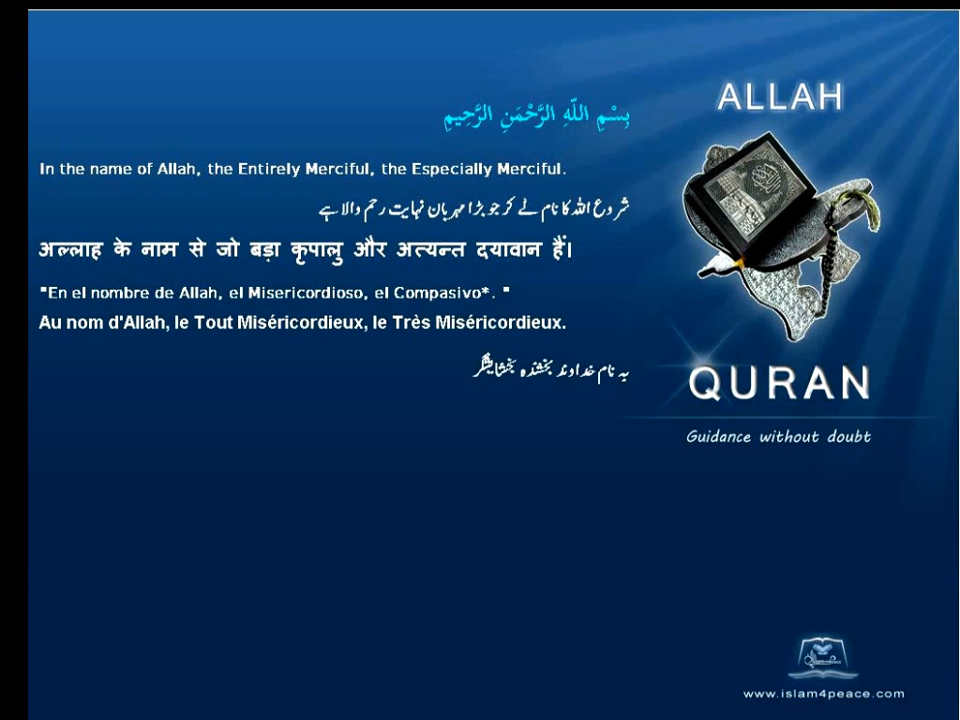 بِسْمِ اللّهِ الرَّحْمَنِ الرَّحِيمِ
In the name of Allah, the Entirely Merciful, the Especially Merciful.
شروع اللہ کا نام لے کر جو بڑا مہربان نہایت رحم والا ہے
अल्लाह के नाम से जो बड़ा कृपालु और अत्यन्त दयावान हैं।
"En el nombre de Allah, el Misericordioso, el Compasivo*. "
Au nom d'Allah, le Tout Miséricordieux, le Très Miséricordieux.
به نام خداوند بخشنده بخشایشگر
ALLAH
QURAN
Guidance without doubt
www.islam4peace.com